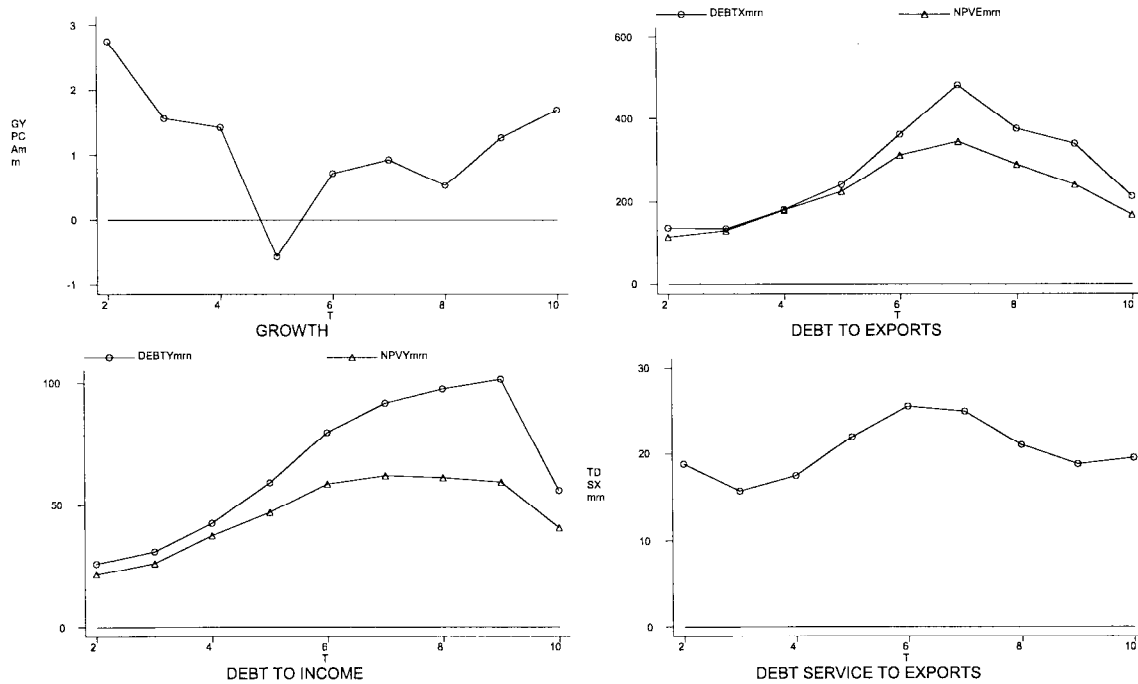 3
2
1
0
-1
GY
PC
Am
m
2
4
6
8
10
T
GROWTH
DEBTXmrn
NPVEmrn
600
400
200
0
2
4
6
8
10
T
DEBT TO EXPORTS
DEBTYmrn
NPVYmrn
100
50
0
2
4
6
8
10
T
DEBT TO INCOME
30
20
10
0
TD
SX
mm
2
4
6
8
10
T
DEBT SERVICE TO EXPORTS